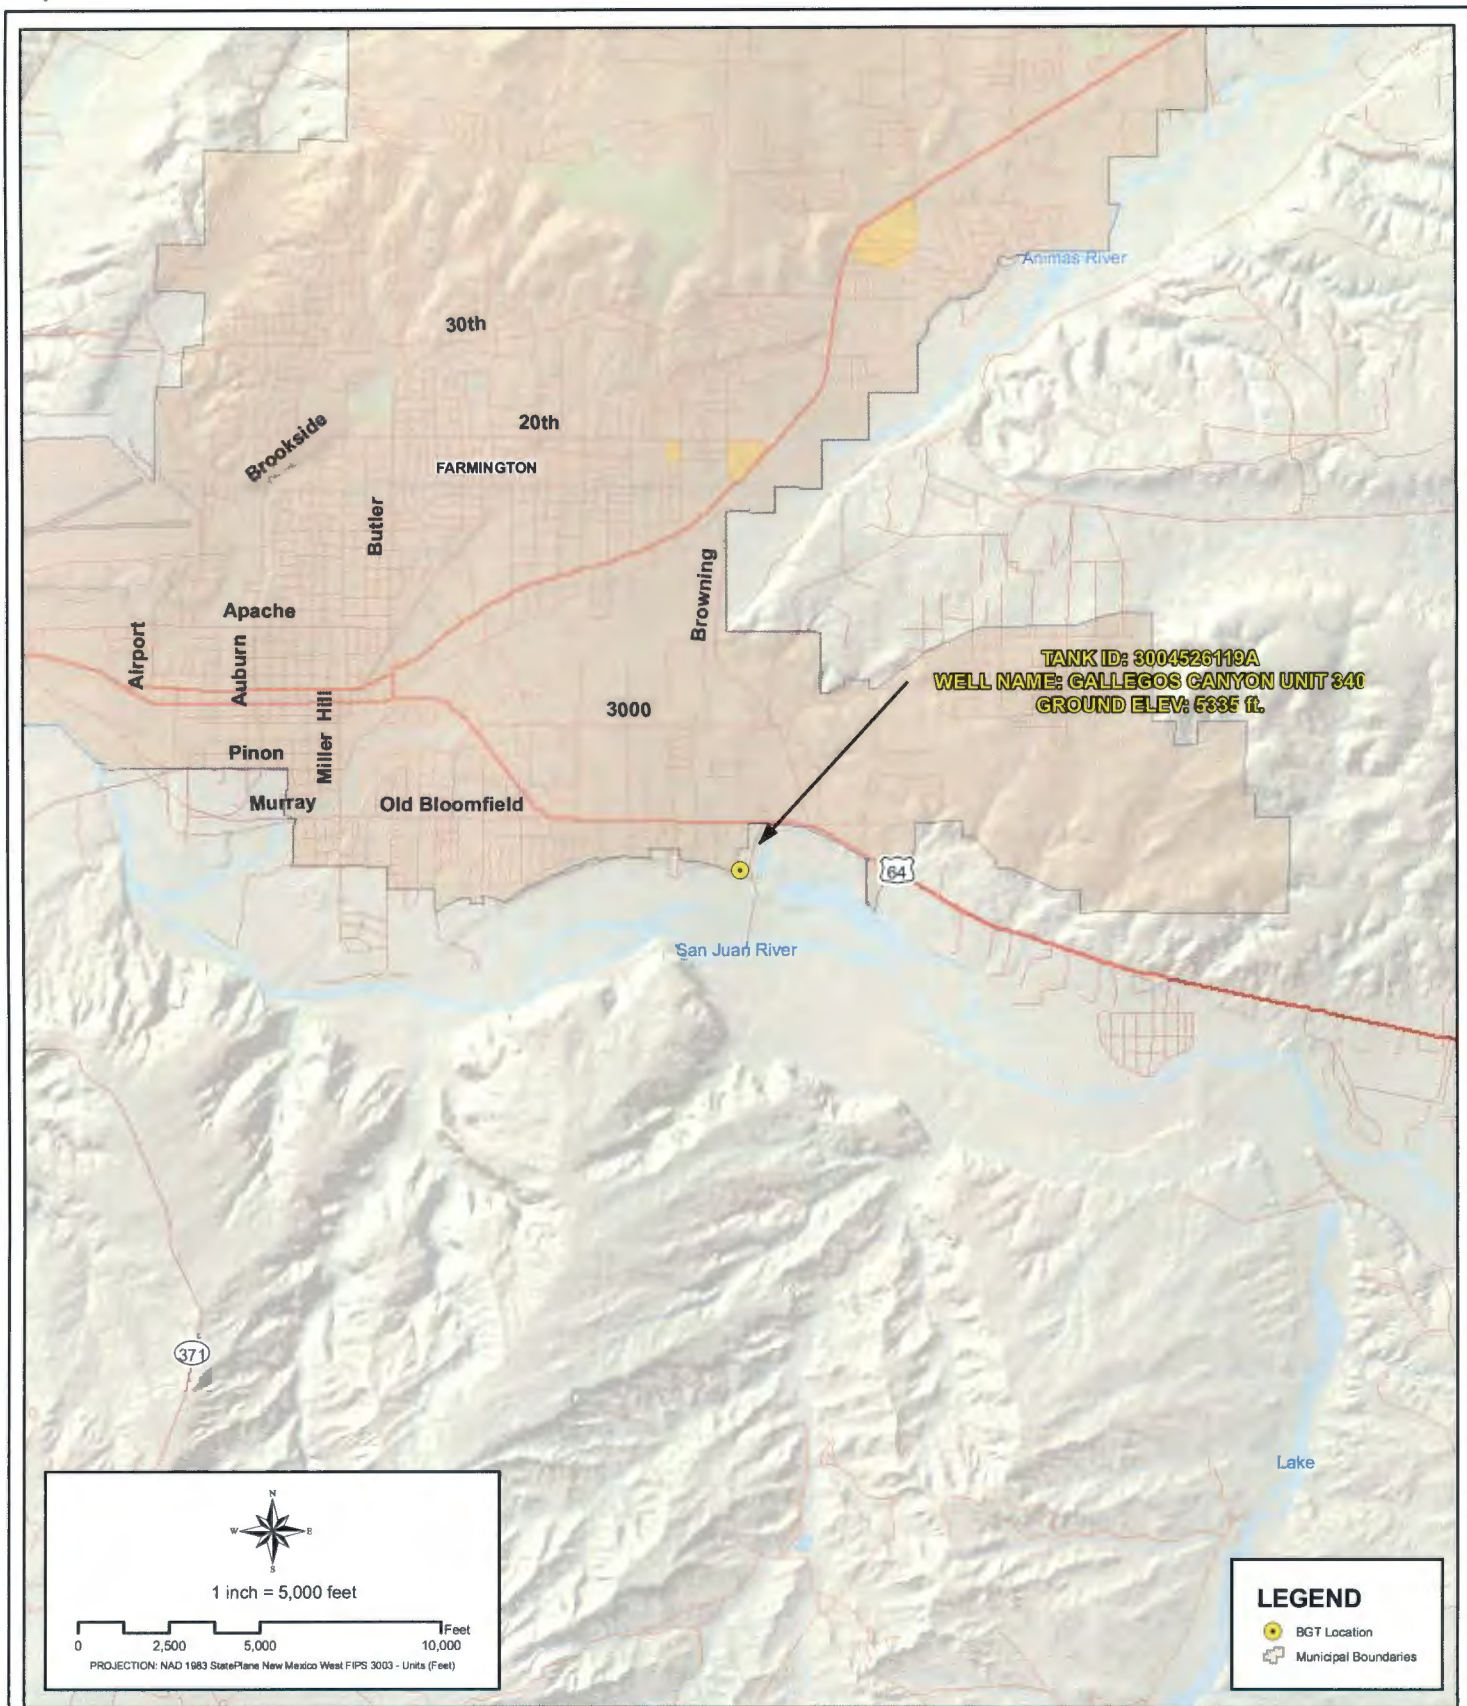 Animas River
30th
20th
Brookside
FARMINGTON
Butler
Browning
Apache
Airport
Auburn
TANK ID: 3004526119A
WELL NAME: GALLEGOS CANYON UNIT 340
GROUND ELEV: 5335 ft.
3000
Miller Hill
Pinon
Murray
Old Bloomfield
64
San Juan River
371
Lake
N
W
E
S
1 inch = 5,000 feet
Feet
0 2,500 5,000 10,000
PROJECTION: NAD 1983 StatePlane New Mexico West FIPS 3003 - Units (Feet)
LEGEND
BGT Location
Municipal Boundaries